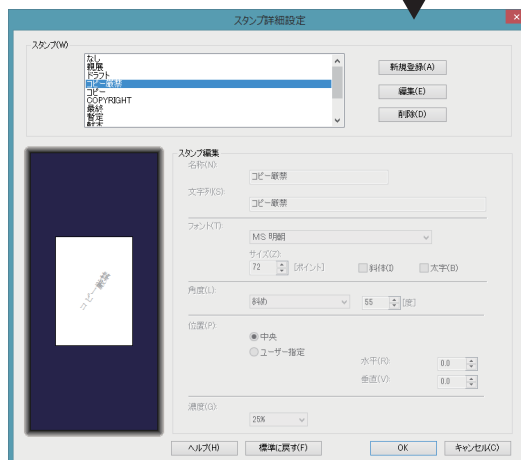 スタンプ詳細設定
スタンプ(W)
なし
親展
ドラフト
コピー厳禁
コピー
COPYRIGHT
最終
暫定
新規登録(A)
編集(E)
削除(D)
コピー厳禁
スタンプ編集
名称(N):
コピー厳禁
文字列(S):
コピー厳禁
フォント(T):
MS 明朝
サイズ(Z):
72 [ポイント] 斜体(I) 太字(B)
角度(L):
斜め 55 [度]
位置(P):
中央
ユーザー指定
水平(R): 0.0
垂直(V): 0.0
濃度(G):
25%
ヘルプ(H) 標準に戻す(F) OK キャンセル(C)